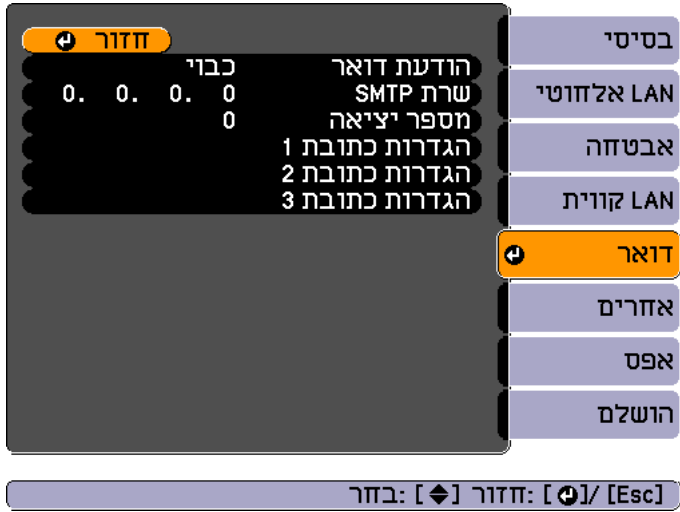 חזור
הודעת דואר כבוי
שרת SMTP 0. 0. 0. 0
מספר יציאה 0
הגדרות כתובת 1
הגדרות כתובת 2
הגדרות כתובת 3
בסיסי
LAN אלחוטי
אבטחה
LAN קווית
דואר
אחרים
אפס
הושלם
[Esc] /[ ] :חזור [ ] :בחר